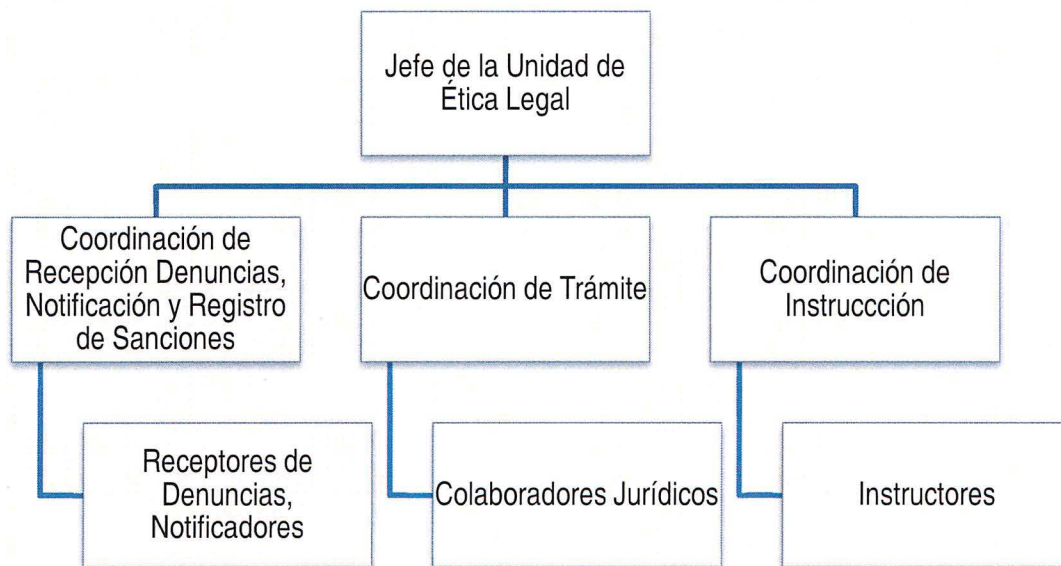 Jefe de la Unidad de
Ética Legal
Coordinación de
Recepción Denuncias,
Notificación y Registro
de Sanciones
Coordinación de Trámite
Coordinación de
Instruccción
Receptores de
Denuncias,
Notificadores
Colaboradores Jurídicos
Instructores